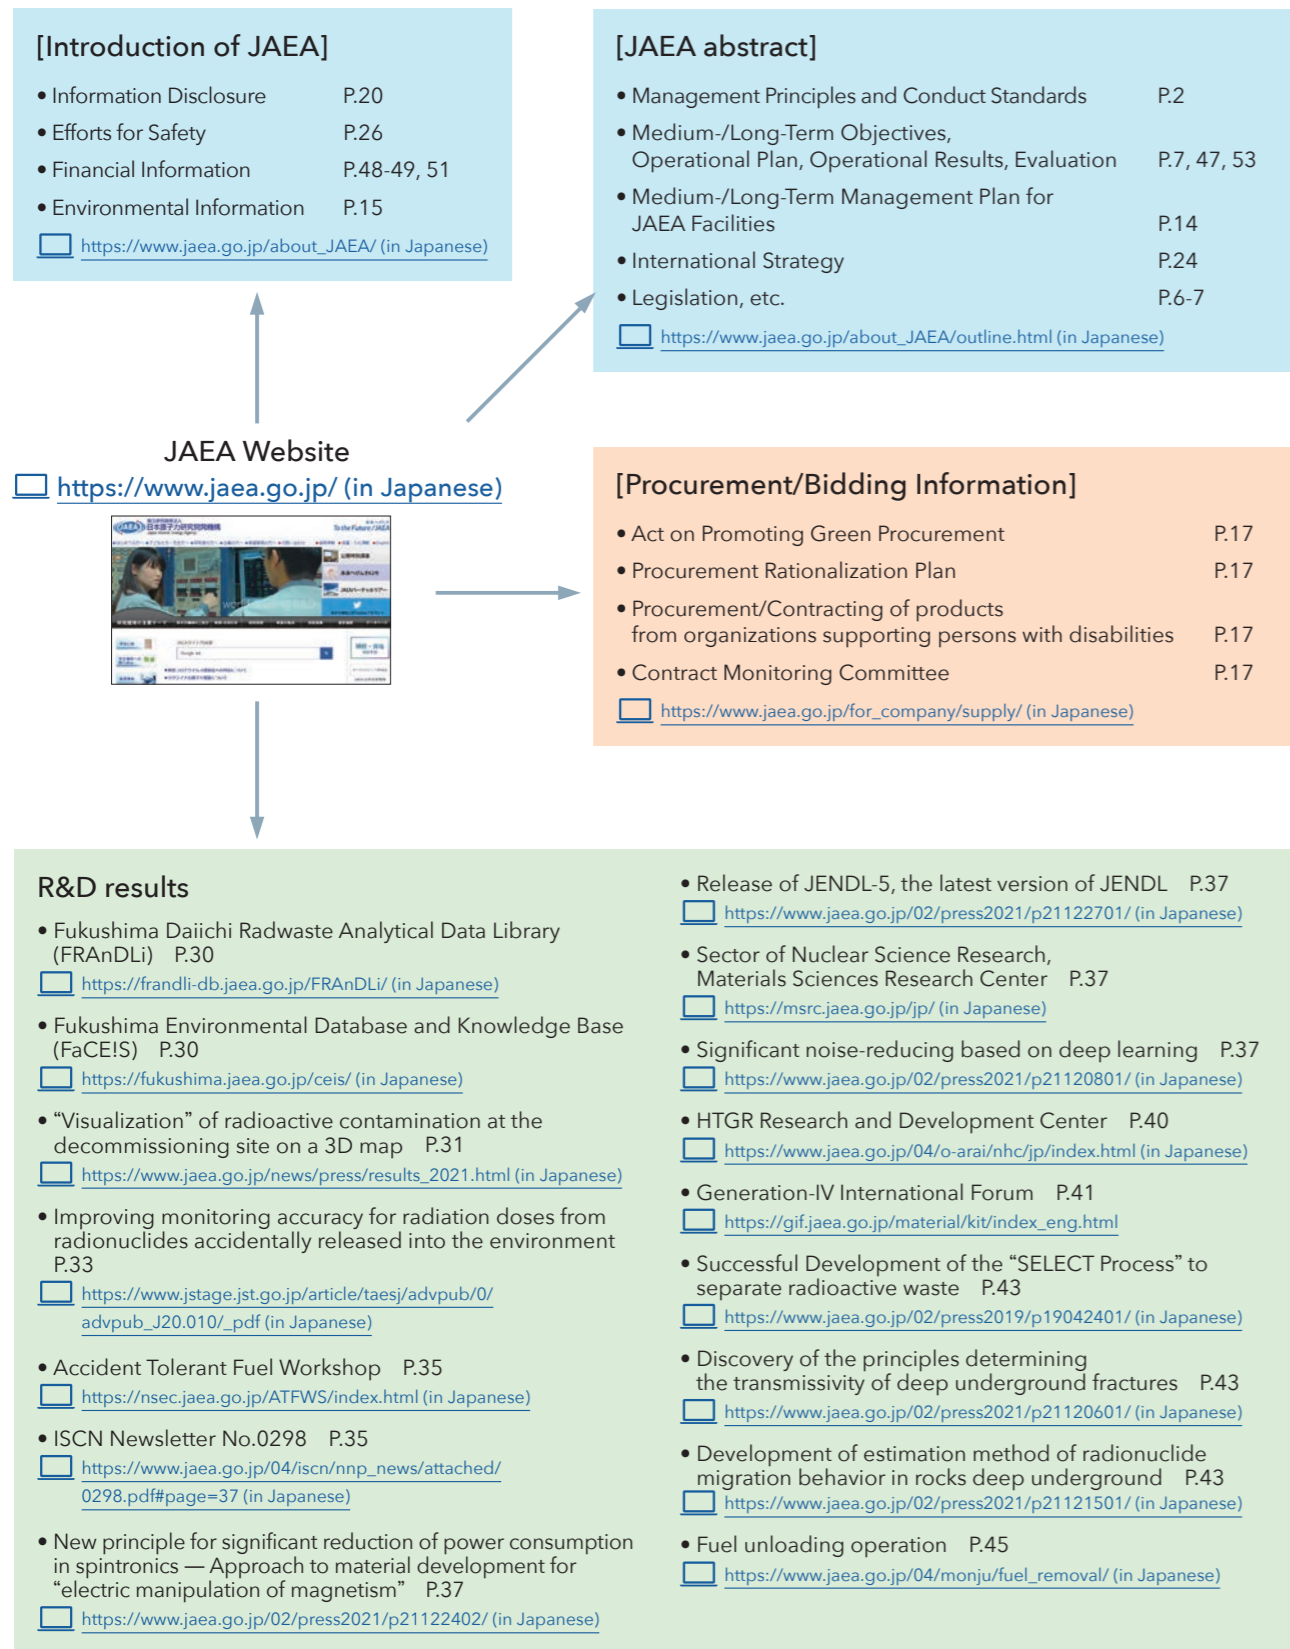 [Introduction of JAEA]
• Information Disclosure P.20
• Efforts for Safety P.26
• Financial Information P.48-49, 51
• Environmental Information P.15
https://www.jaea.go.jp/about_JAEA/ (in Japanese)
[JAEA abstract]
• Management Principles and Conduct Standards P.2
• Medium-/Long-Term Objectives,
Operational Plan, Operational Results, Evaluation P.7, 47, 53
• Medium-/Long-Term Management Plan for
JAEA Facilities P.14
• International Strategy P.24
• Legislation, etc. P.6-7
https://www.jaea.go.jp/about_JAEA/outline.html (in Japanese)
JAEA Website
https://www.jaea.go.jp/ (in Japanese)
日本原子力研究開発機構
To the Future / JAEA
[Procurement/Bidding Information]
• Act on Promoting Green Procurement P.17
• Procurement Rationalization Plan P.17
• Procurement/Contracting of products
from organizations supporting persons with disabilities P.17
• Contract Monitoring Committee P.17
https://www.jaea.go.jp/for_company/supply/ (in Japanese)
R&D results
• Fukushima Daiichi Radwaste Analytical Data Library
(FRAnDLi) P.30
https://frandli-db.jaea.go.jp/FRAnDLi/ (in Japanese)
• Fukushima Environmental Database and Knowledge Base
(FaCE!S) P.30
https://fukushima.jaea.go.jp/ceis/ (in Japanese)
• “Visualization” of radioactive contamination at the
decommissioning site on a 3D map P.31
https://www.jaea.go.jp/news/press/results_2021.html (in Japanese)
• Improving monitoring accuracy for radiation doses from
radionuclides accidentally released into the environment
P.33
https://www.jstage.jst.go.jp/article/taesj/advpub/0/
advpub_J20.010/_pdf (in Japanese)
• Accident Tolerant Fuel Workshop P.35
https://nsec.jaea.go.jp/ATFWS/index.html (in Japanese)
• ISCN Newsletter No.0298 P.35
https://www.jaea.go.jp/04/iscn/nnp_news/attached/
0298.pdf#page=37 (in Japanese)
• New principle for significant reduction of power consumption
in spintronics — Approach to material development for
“electric manipulation of magnetism” P.37
https://www.jaea.go.jp/02/press2021/p21122402/ (in Japanese)
• Release of JENDL-5, the latest version of JENDL P.37
https://www.jaea.go.jp/02/press2021/p21122701/ (in Japanese)
• Sector of Nuclear Science Research,
Materials Sciences Research Center P.37
https://msrc.jaea.go.jp/jp/ (in Japanese)
• Significant noise-reducing based on deep learning P.37
https://www.jaea.go.jp/02/press2021/p21120801/ (in Japanese)
• HTGR Research and Development Center P.40
https://www.jaea.go.jp/04/o-arai/nhc/jp/index.html (in Japanese)
• Generation-IV International Forum P.41
https://gif.jaea.go.jp/material/kit/index_eng.html
• Successful Development of the “SELECT Process” to
separate radioactive waste P.43
https://www.jaea.go.jp/02/press2019/p19042401/ (in Japanese)
• Discovery of the principles determining
the transmissivity of deep underground fractures P.43
https://www.jaea.go.jp/02/press2021/p21120601/ (in Japanese)
• Development of estimation method of radionuclide
migration behavior in rocks deep underground P.43
https://www.jaea.go.jp/02/press2021/p21121501/ (in Japanese)
• Fuel unloading operation P.45
https://www.jaea.go.jp/04/monju/fuel_removal/ (in Japanese)